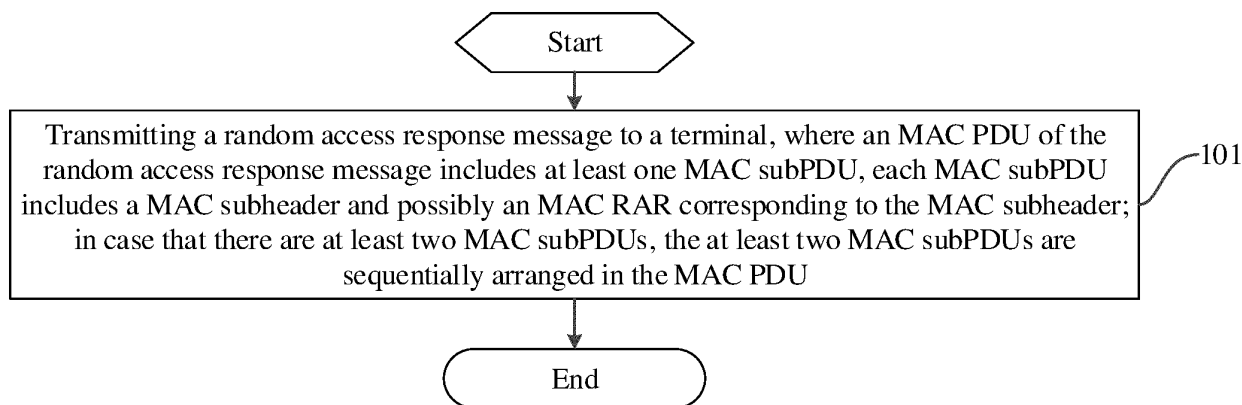 Start
Transmitting a random access response message to a terminal, where an MAC PDU of the
random access response message includes at least one MAC subPDU, each MAC subPDU
includes a MAC subheader and possibly an MAC RAR corresponding to the MAC subheader;
in case that there are at least two MAC subPDUs, the at least two MAC subPDUs are
sequentially arranged in the MAC PDU
101
End